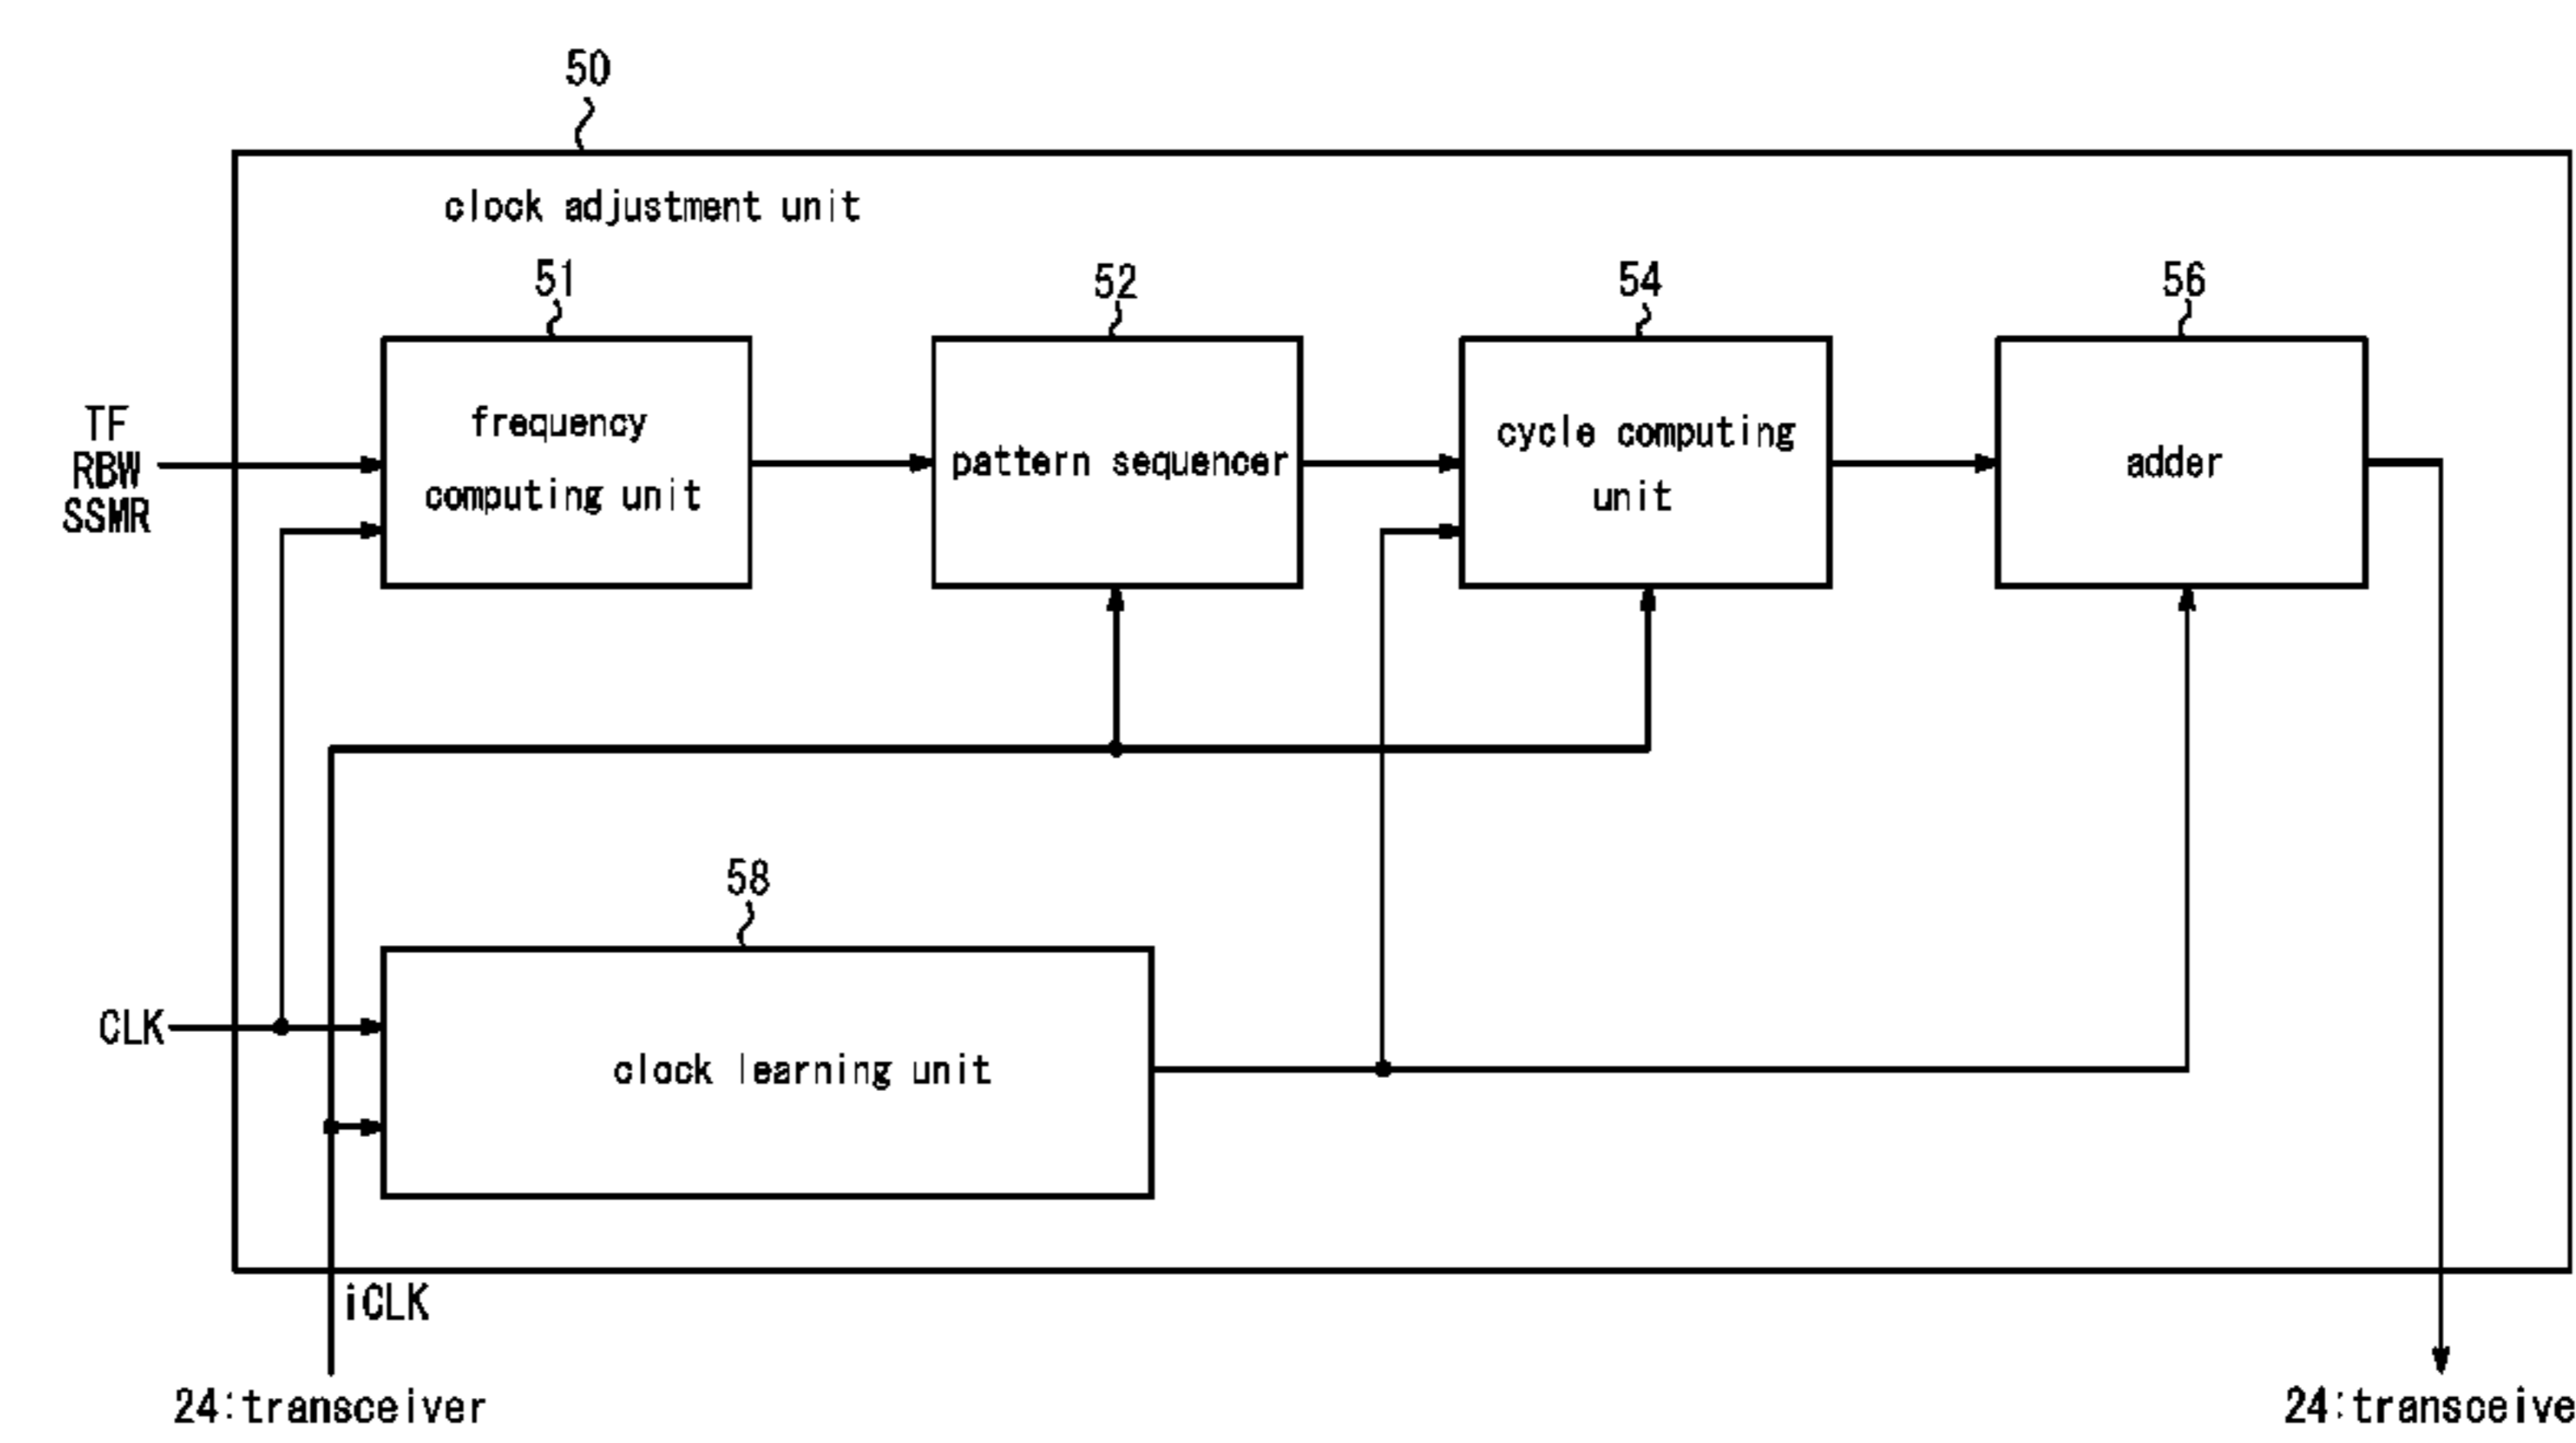 50
clock adjustment unit
51
52
54
56
TF
RBW
SSMR
frequency
computing unit
pattern sequencer
cycle computing
unit
adder
58
CLK
clock learning unit
iCLK
24:transceiver
24:transceive